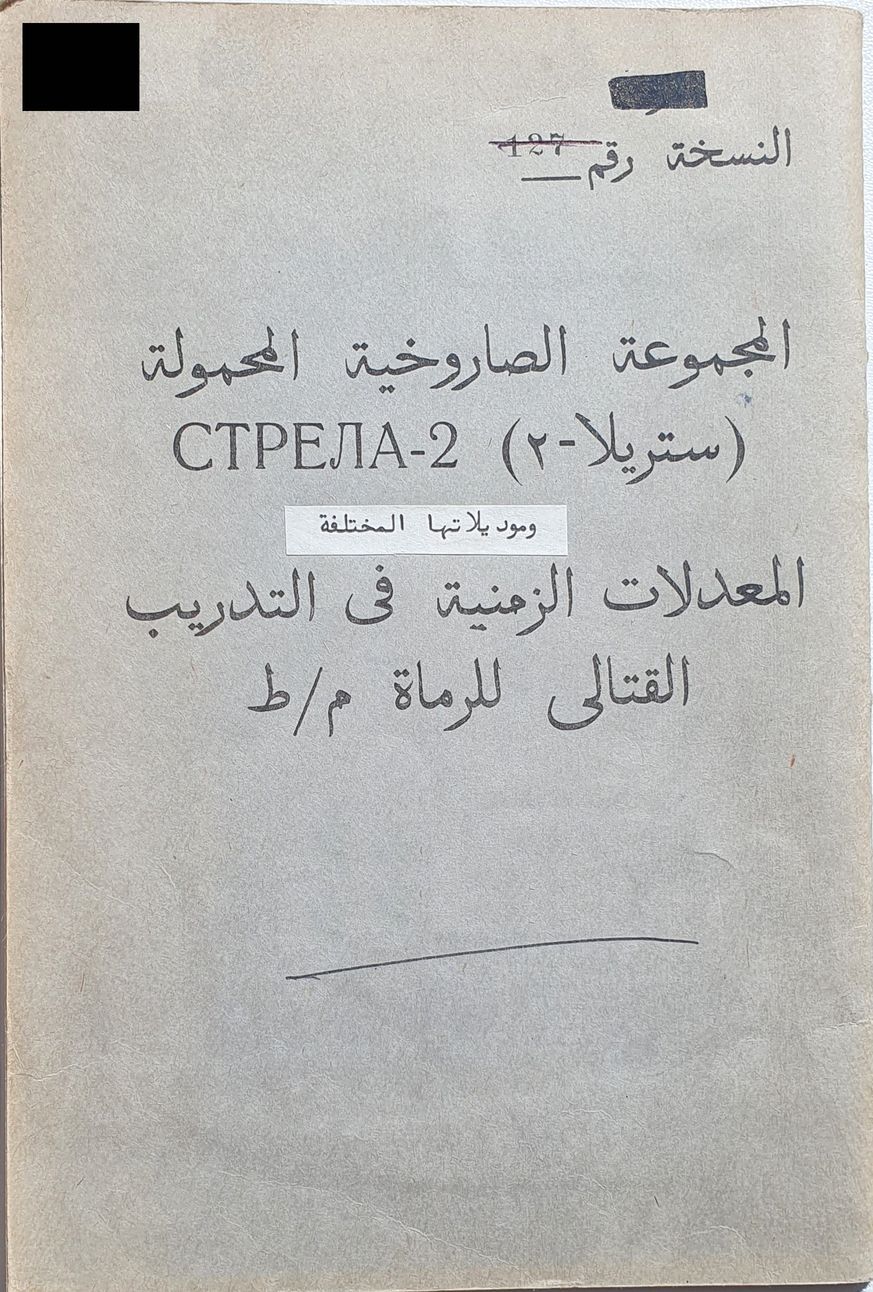 النسخة رقم 127
المجموعة الصاروخية المحمولة
(ستريلا-٢) СТРЕЛА-2
وموديلاتها المختلفة
المعدلات الزمنية فى التدريب
القتالى للرماة م/ط